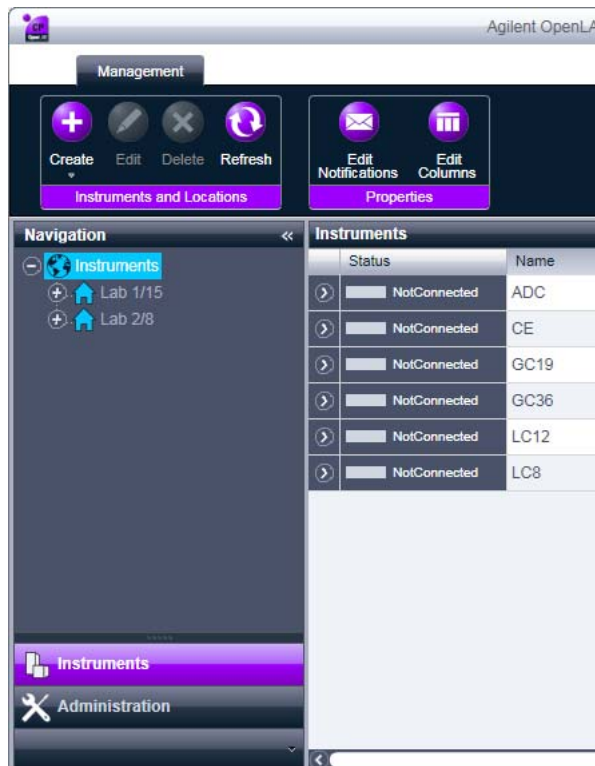 CP
Agilent OpenLA
Management
Create Edit Delete Refresh
Edit Notifications
Edit Columns
Instruments and Locations
Properties
Navigation
Instruments
Lab 1/15
Lab 2/8
Instruments
Status Name
NotConnected ADC
NotConnected CE
NotConnected GC19
NotConnected GC36
NotConnected LC12
NotConnected LC8
Instruments
Administration